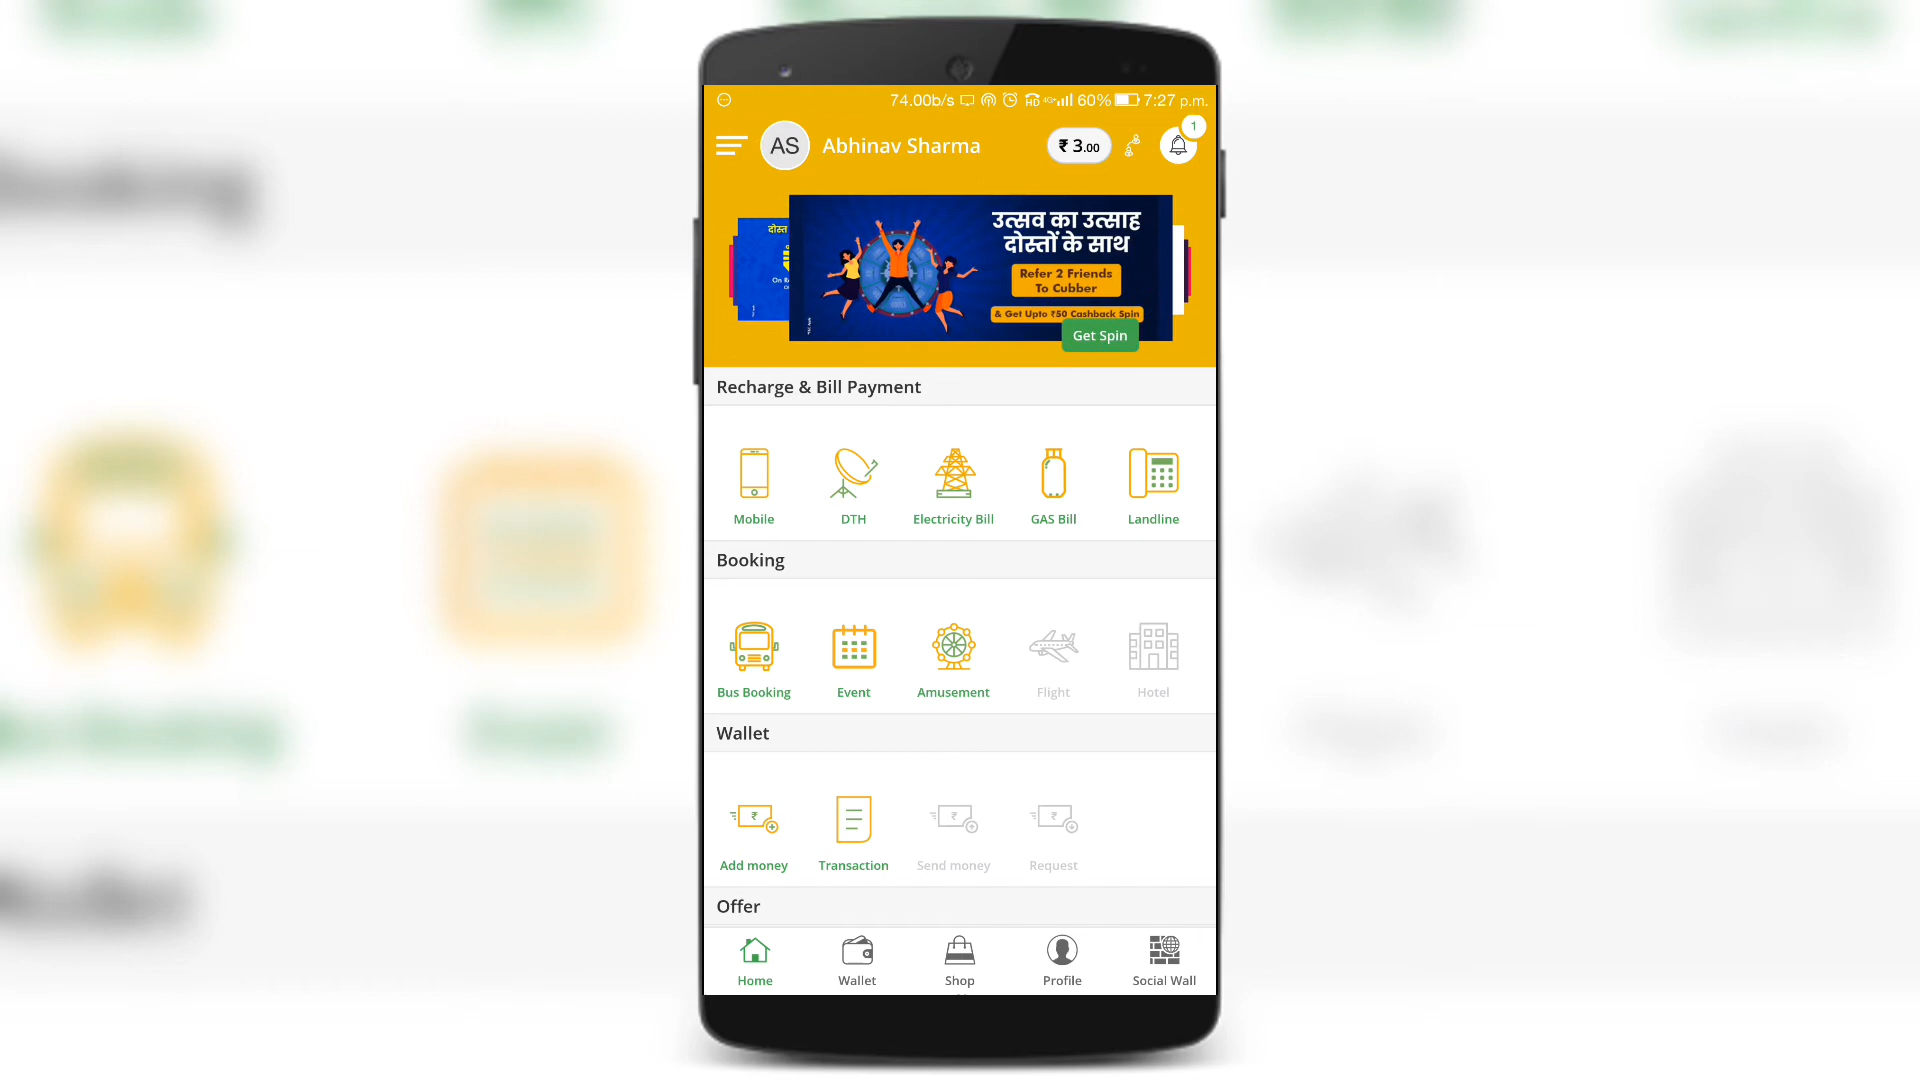 74.00b/s HD 4G+ 60% 7:27 p.m.
AS Abhinav Sharma ₹ 3.00 1
दोस्त
उत्सव का उत्साह
दोस्तों के साथ
Refer 2 Friends
To Cubber
& Get Upto ₹50 Cashback Spin
Get Spin
Recharge & Bill Payment
Mobile DTH Electricity Bill GAS Bill Landline
Booking
Bus Booking Event Amusement Flight Hotel
Wallet
Add money Transaction Send money Request
Offer
Home Wallet Shop Profile Social Wall